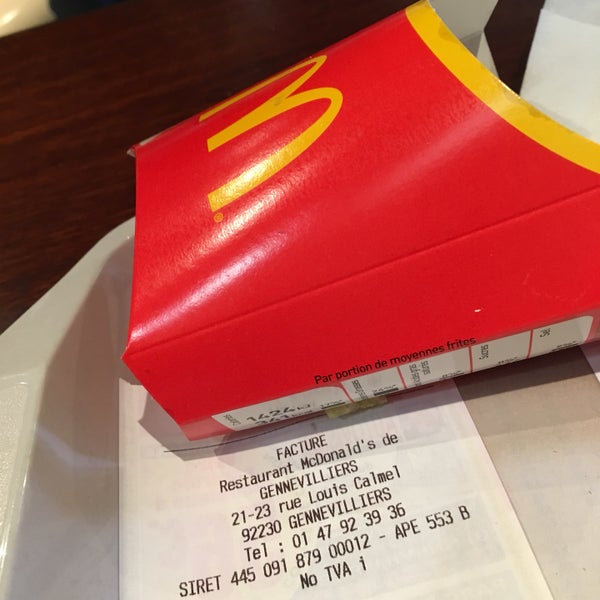 Par portion de moyennes frites
FACTURE
Restaurant McDonald's de
GENNEVILLIERS
21-23 rue Louis Calmel
92230 GENNEVILLIERS
Tel : 01 47 92 39 36
SIRET 445 091 879 00012 - APE 553 B
No TVA i